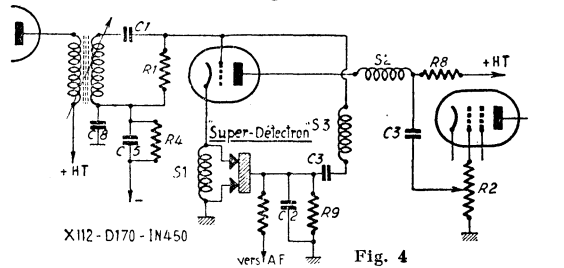 C1
S2
R8
+HT
R1
"Super-Détectron"
S3
C8
C5
R4
C3
C3
S1
R2
+HT
-
C2
R9
X112-D170-IN450
vers AF
Fig. 4